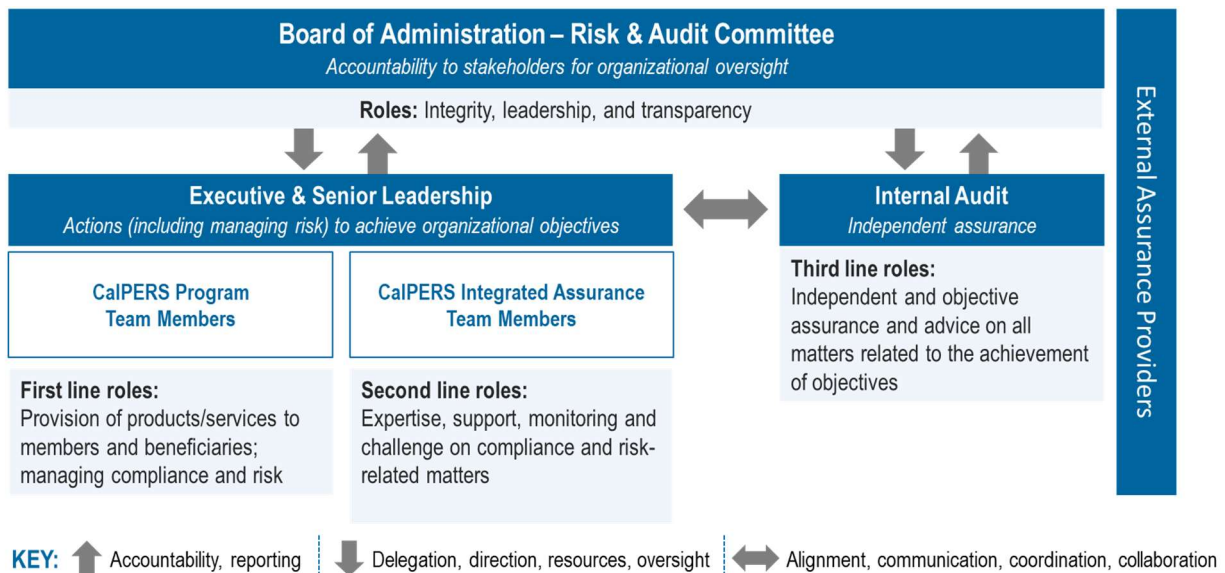 Board of Administration – Risk & Audit Committee
Accountability to stakeholders for organizational oversight
Roles: Integrity, leadership, and transparency
Executive & Senior Leadership
Actions (including managing risk) to achieve organizational objectives
CalPERS Program
Team Members
First line roles:
Provision of products/services to
members and beneficiaries;
managing compliance and risk
CalPERS Integrated Assurance
Team Members
Second line roles:
Expertise, support, monitoring and
challenge on compliance and risk-
related matters
Internal Audit
Independent assurance
Third line roles:
Independent and objective
assurance and advice on all
matters related to the achievement
of objectives
External Assurance Providers
KEY: Accountability, reporting
Delegation, direction, resources, oversight
Alignment, communication, coordination, collaboration